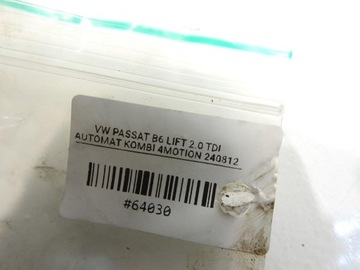 VW PASSAT B6 LIFT 2.0 TDI
AUTOMAT KOMBI 4MOTION 240812
#64030